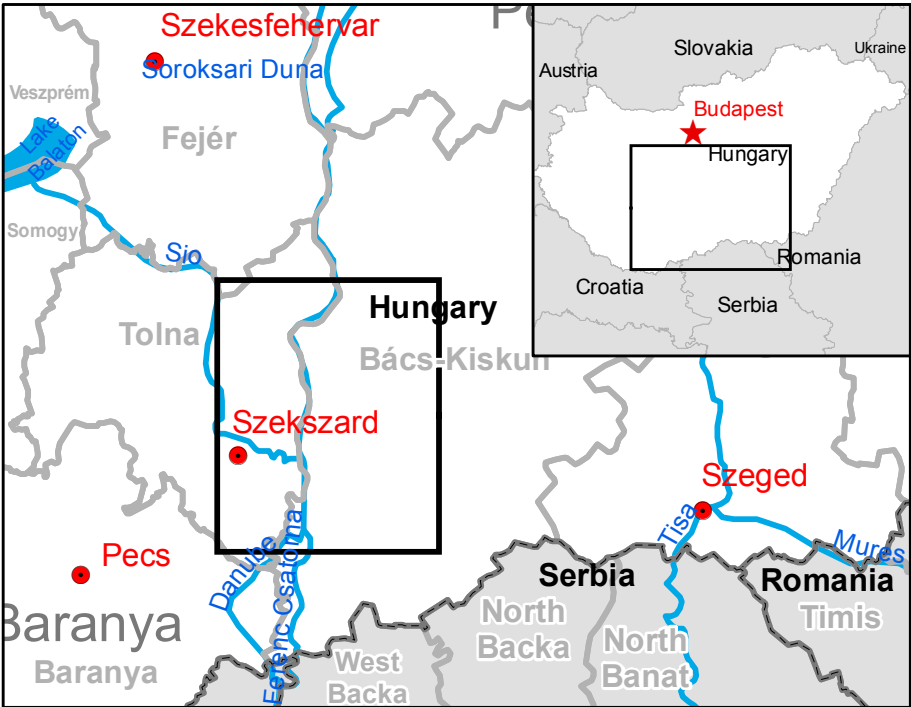 Szekesfehervar
Pe
Soroksari Duna
Veszprém
Fejér
Lake
Balaton
Somogy
Sio
Tolna
Hungary
Bács-Kiskun
Szekszard
Szeged
Tisa
Mures
Pecs
Danube
Ferenc Csatorna
Serbia
Romania
Baranya
Baranya
North
Backa
North
Banat
Timis
West
Backa
Slovakia
Ukraine
Austria
Budapest
Hungary
Romania
Croatia
Serbia